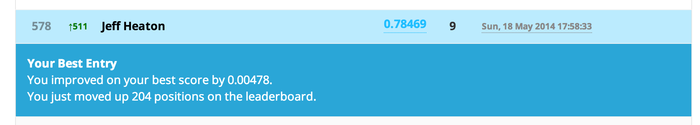 578 ↑511 Jeff Heaton 0.78469 9 Sun, 18 May 2014 17:58:33
Your Best Entry
You improved on your best score by 0.00478.
You just moved up 204 positions on the leaderboard.